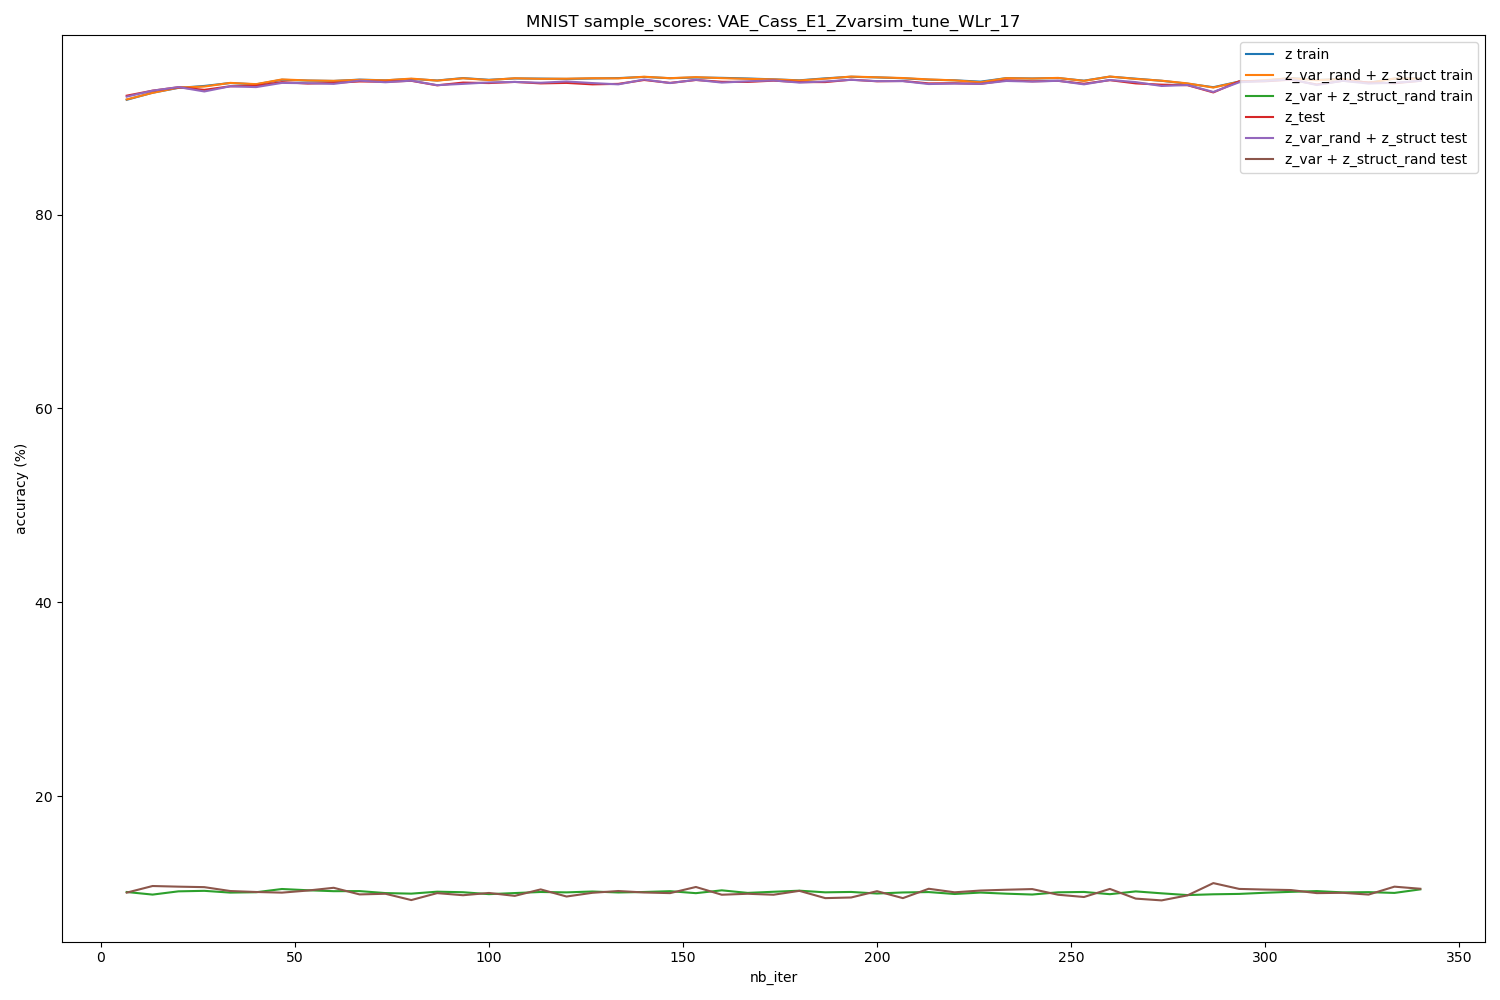 MNIST sample_scores: VAE_Cass_E1_Zvarsim_tune_WLr_17
z train
z_var_rand + z_struct train
z_var + z_struct_rand train
z_test
z_var_rand + z_struct test
z_var + z_struct_rand test
80
60
40
20
accuracy (%)
0
50
100
150
200
250
300
350
nb_iter